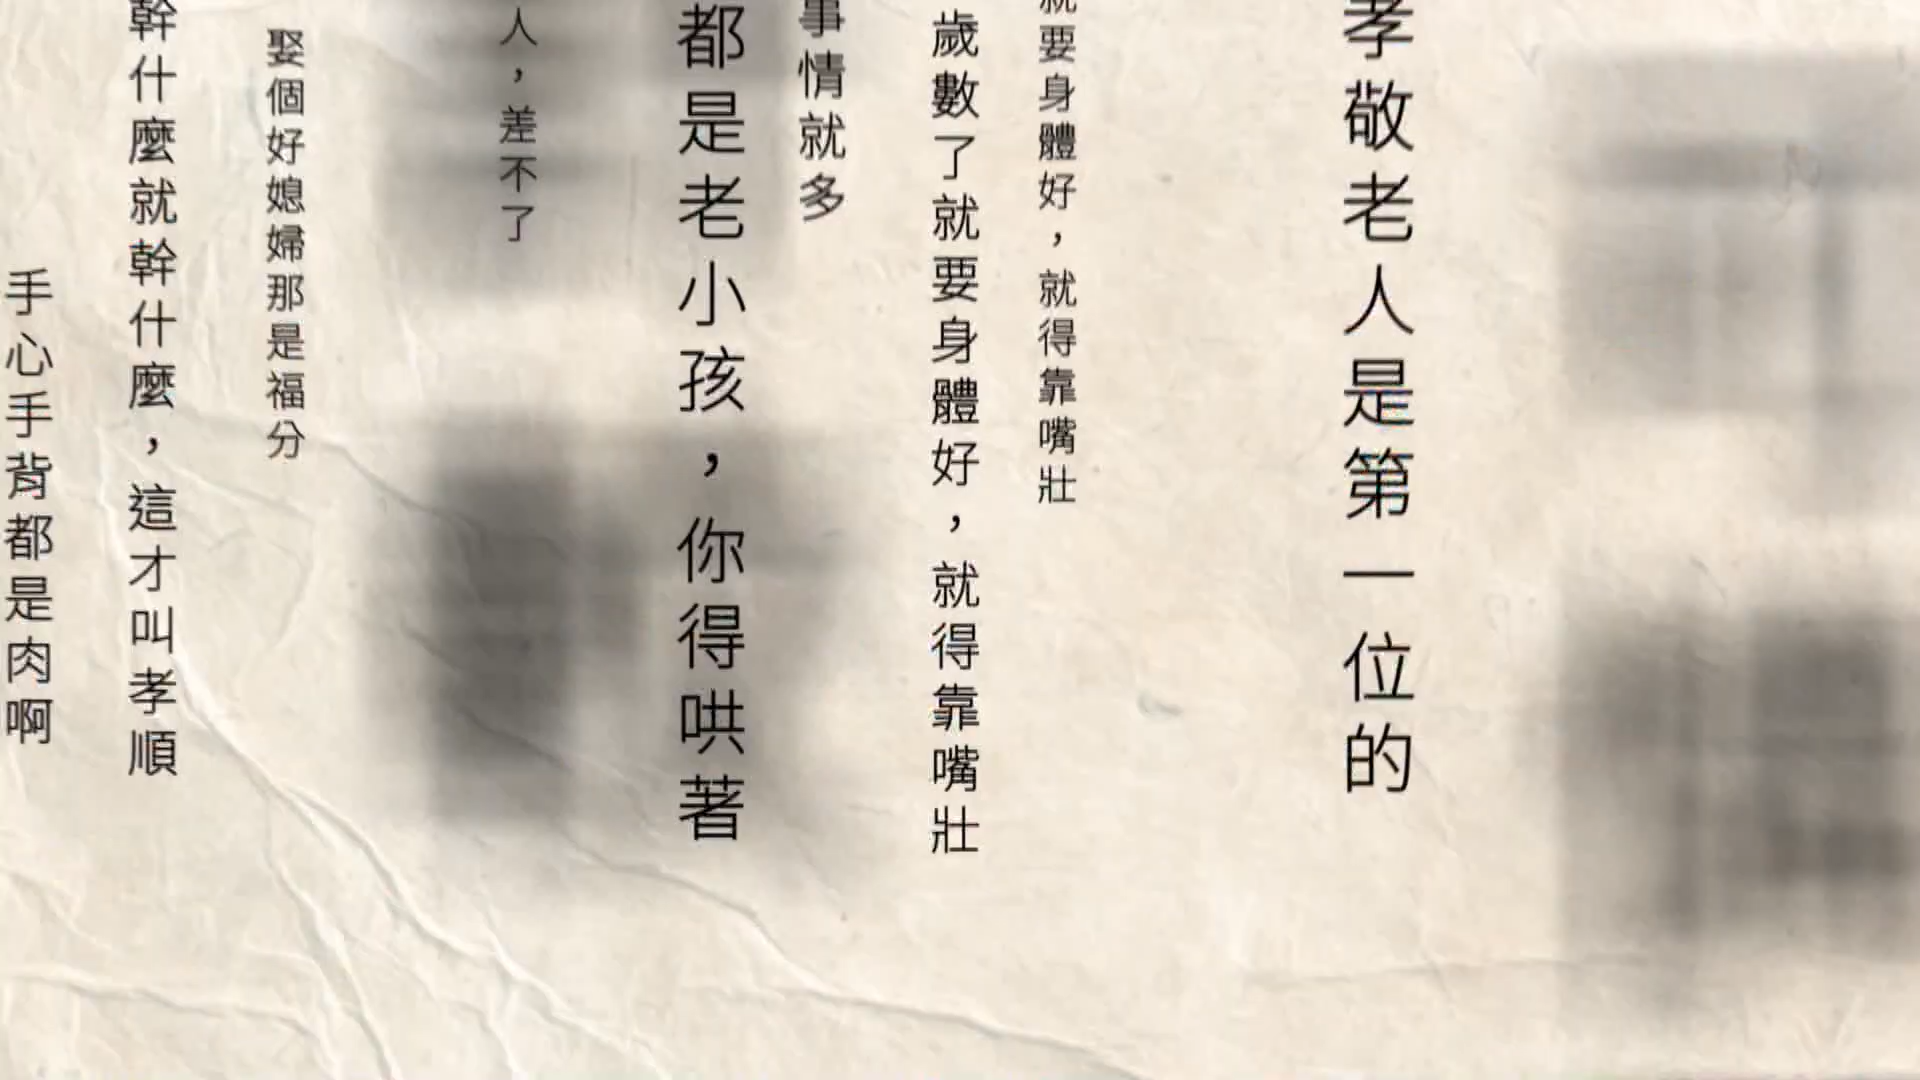 孝敬老人是第一位的
就要身體好，就得靠嘴壯
歲數了就要身體好，就得靠嘴壯
事情就多
都是老小孩，你得哄著
人，差不了
娶個好媳婦那是福分
幹什麼就幹什麼，這才叫孝順
手心手背都是肉啊